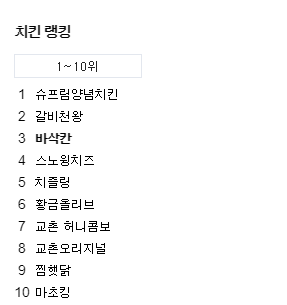 치킨 랭킹
1~10위
1 슈프림양념치킨
2 갈비천왕
3 바삭칸
4 스노윙치즈
5 치즐링
6 황금올리브
7 교촌 허니콤보
8 교촌오리지널
9 찜햇닭
10 마초킹